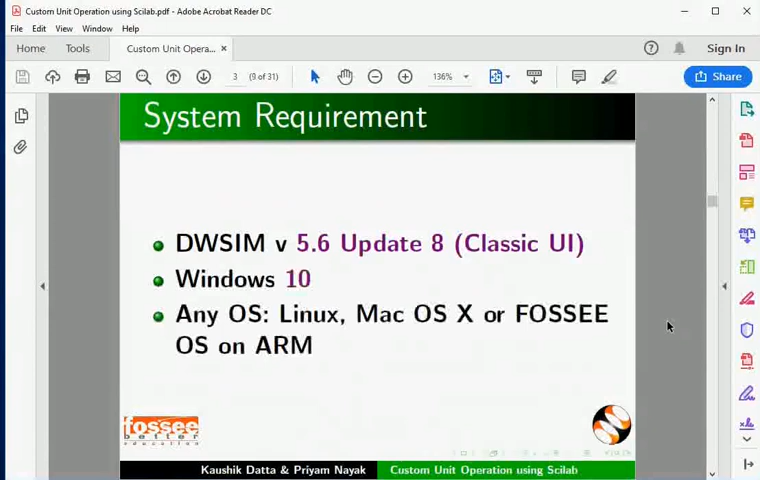 Custom Unit Operation using Scilab.pdf - Adobe Acrobat Reader DC
File Edit View Window Help
Home Tools Custom Unit Opera... × Sign In
3 (9 of 31) 136% Share
System Requirement
DWSIM v 5.6 Update 8 (Classic UI)
Windows 10
Any OS: Linux, Mac OS X or FOSSEE
OS on ARM
fossee
better
education
Kaushik Datta & Priyam Nayak Custom Unit Operation using Scilab